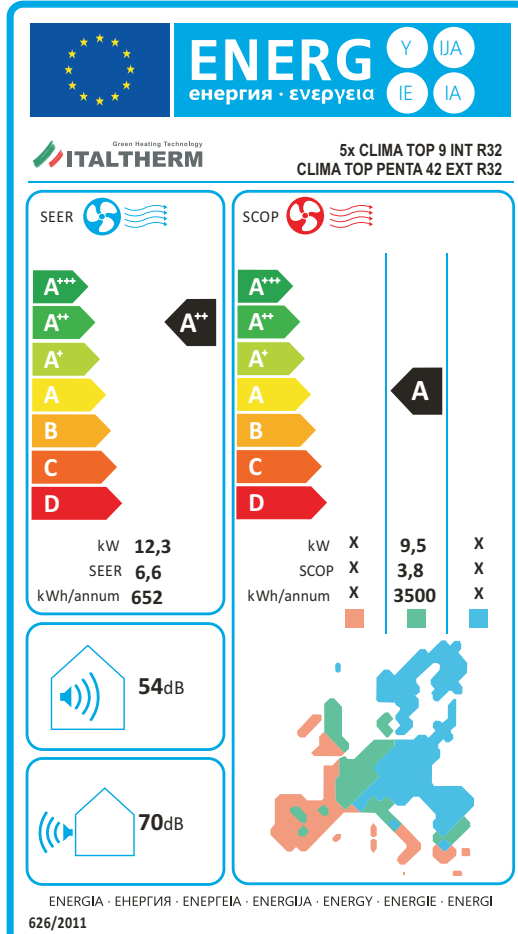 ENERG
енергия · ενεργεια
Y IJA
IE IA
Green Heating Technology
ITALTHERM
5x CLIMA TOP 9 INT R32
CLIMA TOP PENTA 42 EXT R32
SEER
A+++
A++
A+
A
B
C
D
A++
kW 12,3
SEER 6,6
kWh/annum 652
SCOP
A+++
A++
A+
A
B
C
D
A
kW X 9,5 X
SCOP X 3,8 X
kWh/annum X 3500 X
54dB
70dB
ENERGIA · ЕНЕРГИЯ · ΕΝΕΡΓΕΙΑ · ENERGIJA · ENERGY · ENERGIE · ENERGI
626/2011